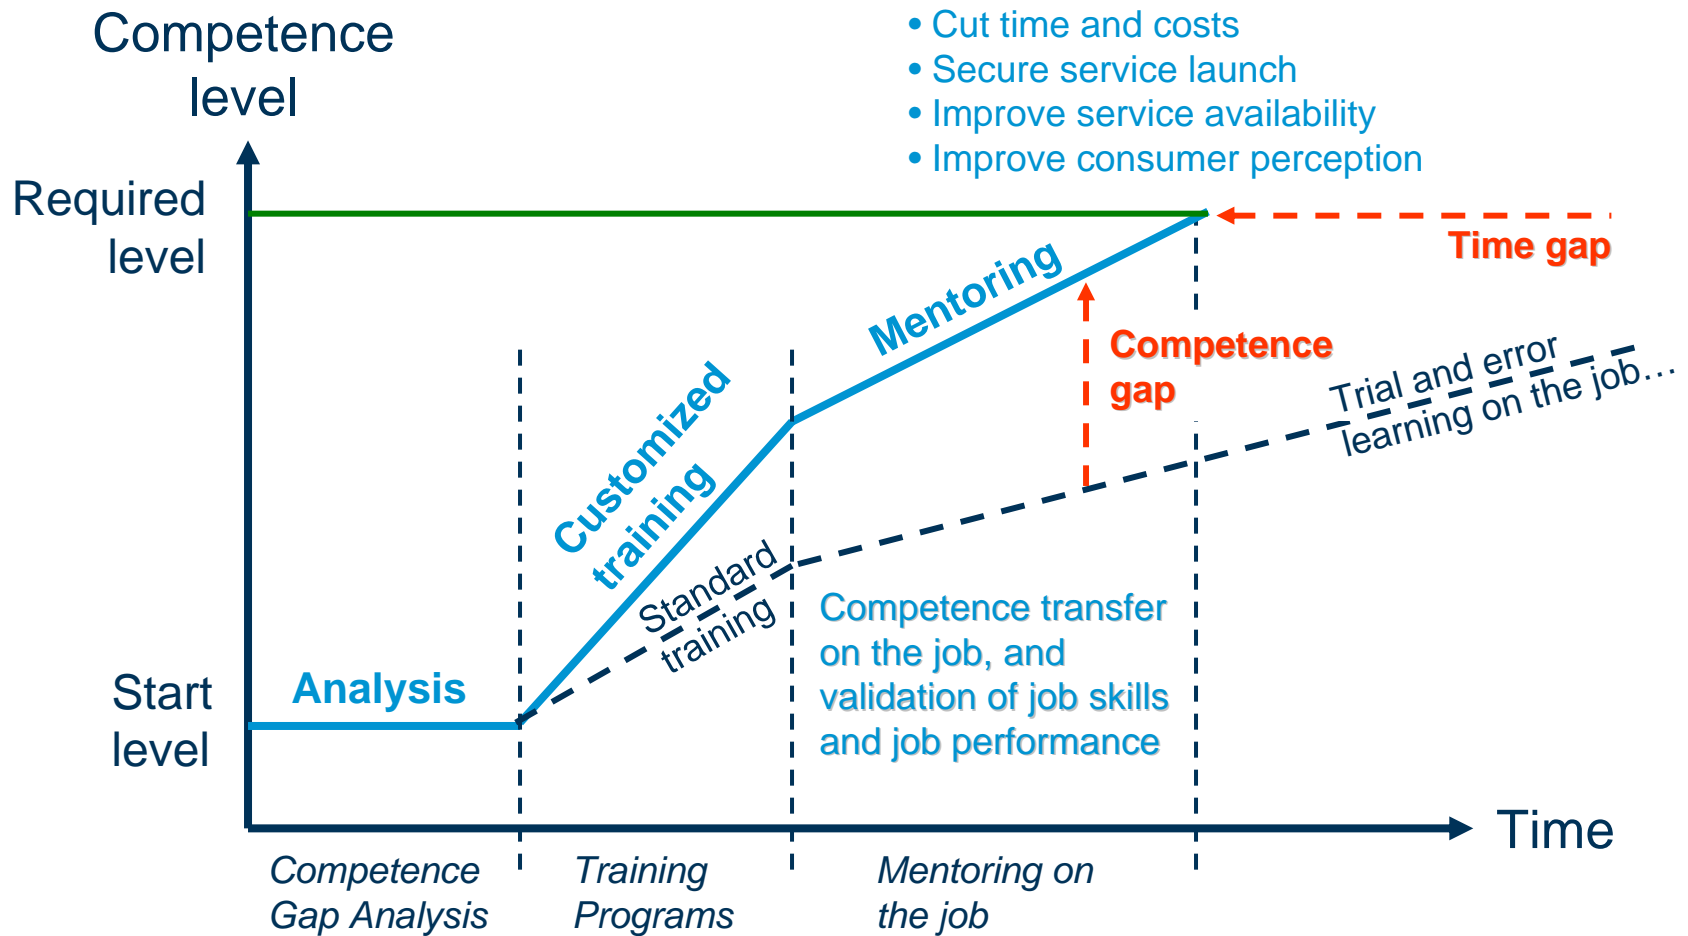 Competence
level
• Cut time and costs
• Secure service launch
• Improve service availability
• Improve consumer perception
Required
level
Time gap
Mentoring
Competence
gap
Trial and error
learning on the job...
Customized
training
Standard
training
Competence transfer
on the job, and
validation of job skills
and job performance
Analysis
Start
level
Time
Competence
Gap Analysis
Training
Programs
Mentoring on
the job